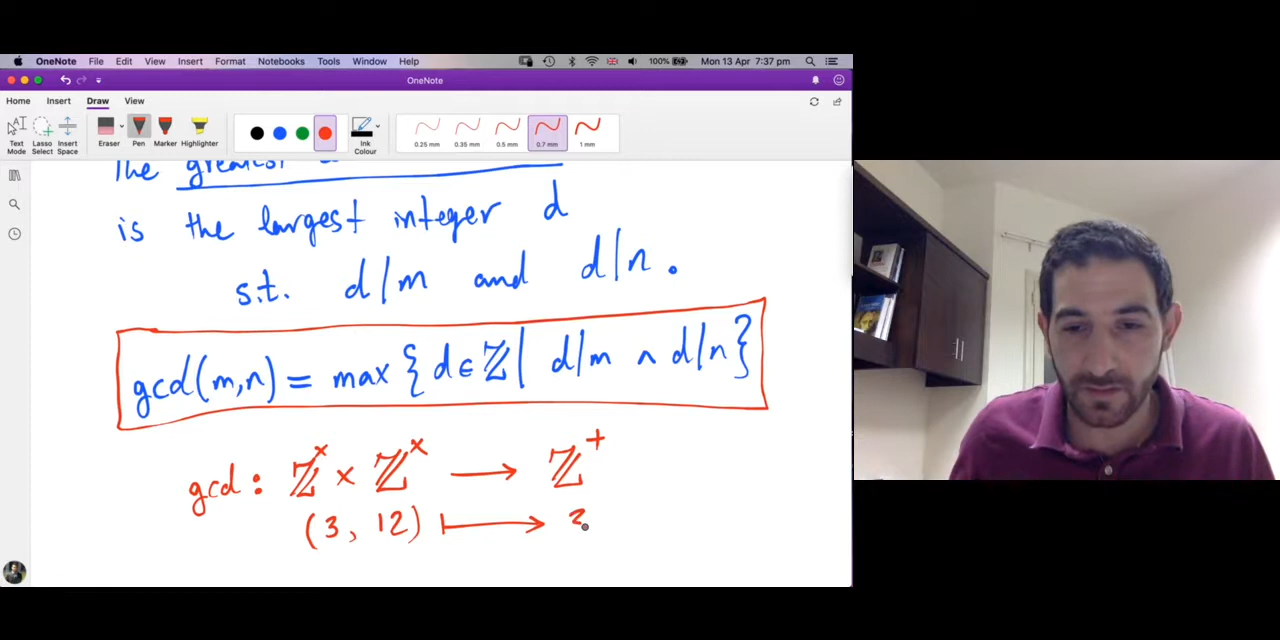 OneNote File Edit View Insert Format Notebooks Tools Window Help 100% Mon 13 Apr 7:37 pm
OneNote
Home Insert Draw View
Text Mode Lasso Select Insert Space Eraser Pen Marker Highlighter Ink Colour 0.25 mm 0.35 mm 0.5 mm 0.7 mm 1 mm
The greatest
is the largest integer d
s.t. d|m and d|n.
gcd(m,n) = max { d ∈ ℤ | d|m ∧ d|n }
gcd: ℤ^× × ℤ^× → ℤ^+
(3, 12) ↦ 3